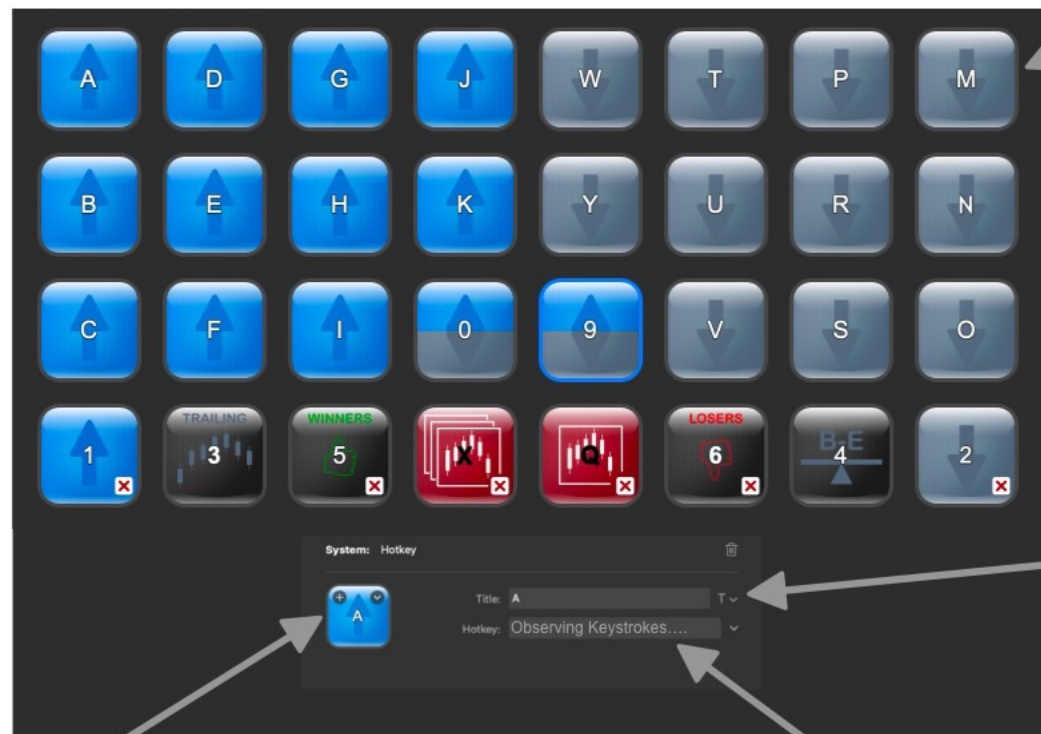 A D G J W T P M
B E H K Y U R N
C F I 0 9 V S O
TRAILING WINNERS LOSERS B-E
1 3 5 X Q 6 4 2
System: Hotkey
A
Title: A T
Hotkey: Observing Keystrokes....